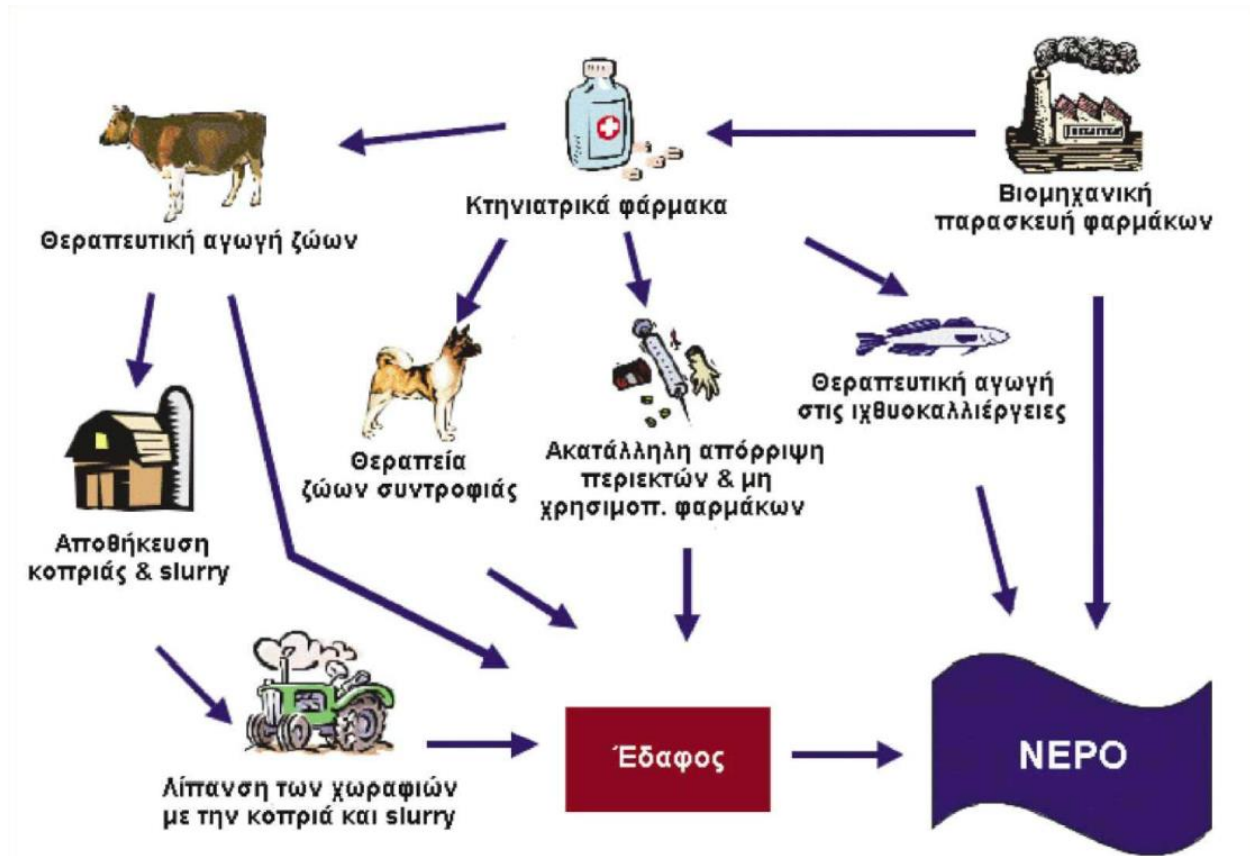 Κτηνιατρικά φάρμακα
Βιομηχανική
παρασκευή φαρμάκων
Θεραπευτική αγωγή ζώων
Θεραπευτική αγωγή
στις ιχθυοκαλλιέργειες
Θεραπεία
ζώων συντροφιάς
Ακατάλληλη απόρριψη
περιεκτών & μη
χρησιμοπ. φαρμάκων
Αποθήκευση
κοπριάς & slurry
Λίπανση των χωραφιών
με την κοπριά και slurry
Έδαφος
ΝΕΡΟ